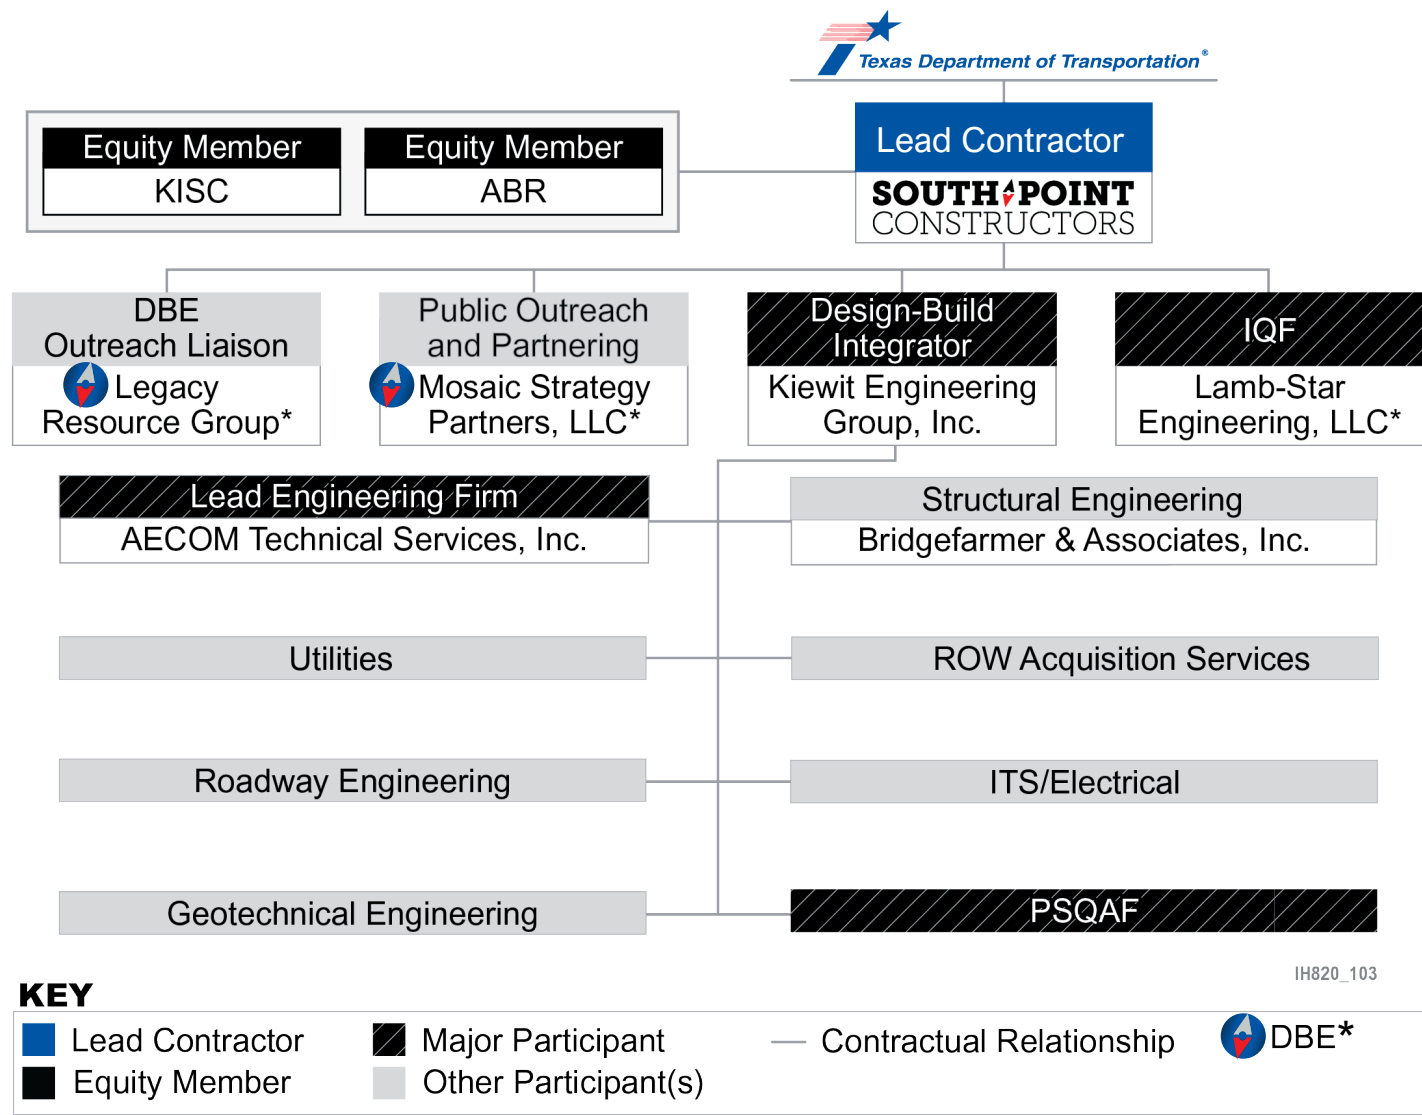 Texas Department of Transportation®
Equity Member
KISC
Equity Member
ABR
Lead Contractor
SOUTH POINT
CONSTRUCTORS
DBE
Outreach Liaison
Legacy
Resource Group*
Public Outreach
and Partnering
Mosaic Strategy
Partners, LLC*
Design-Build
Integrator
Kiewit Engineering
Group, Inc.
IQF
Lamb-Star
Engineering, LLC*
Lead Engineering Firm
AECOM Technical Services, Inc.
Structural Engineering
Bridgefarmer & Associates, Inc.
Utilities
ROW Acquisition Services
Roadway Engineering
ITS/Electrical
Geotechnical Engineering
PSQAF
IH820_103
KEY
Lead Contractor
Major Participant
Contractual Relationship
DBE*
Equity Member
Other Participant(s)